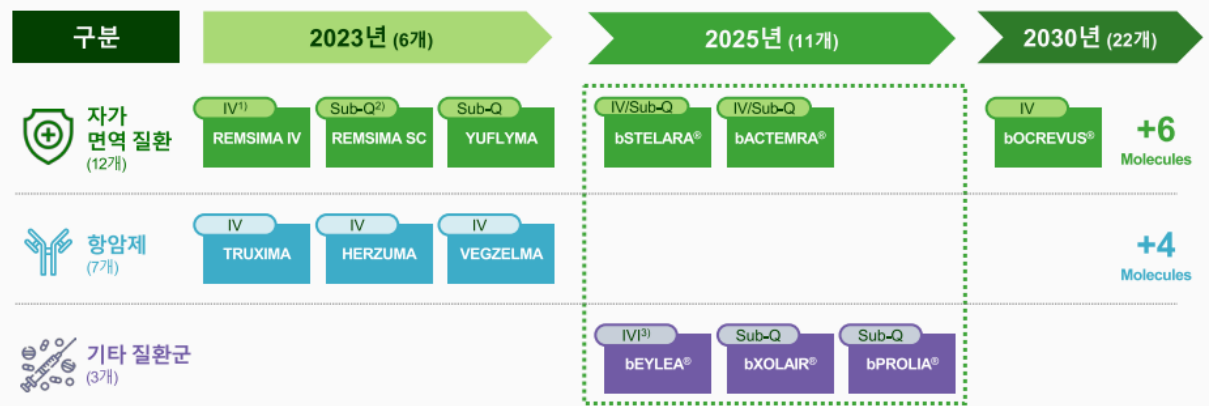 구분
2023년 (6개)
2025년 (11개)
2030년 (22개)
자가
면역 질환
(12개)
IV1)
REMSIMA IV
Sub-Q2)
REMSIMA SC
Sub-Q
YUFLYMA
IV/Sub-Q
bSTELARA®
IV/Sub-Q
bACTEMRA®
IV
bOCREVUS®
+6
Molecules
항암제
(7개)
IV
TRUXIMA
IV
HERZUMA
IV
VEGZELMA
+4
Molecules
기타 질환군
(3개)
IVI3)
bEYLEA®
Sub-Q
bXOLAIR®
Sub-Q
bPROLIA®